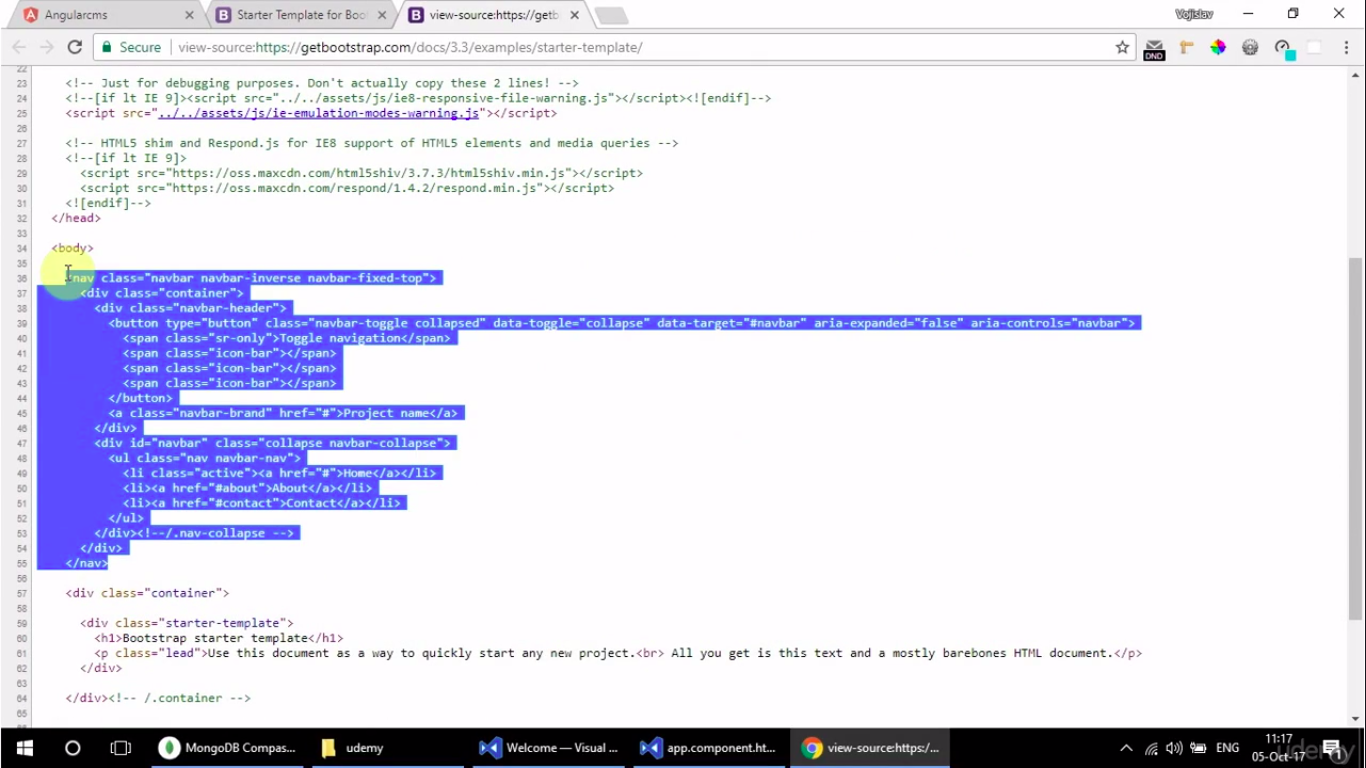 Angularcms
Starter Template for Boo
view-source:https://getb
Vojislav
Secure
view-source:https://getbootstrap.com/docs/3.3/examples/starter-template/
DND
22
23 <!-- Just for debugging purposes. Don't actually copy these 2 lines! -->
24 <!--[if lt IE 9]><script src="../../assets/js/ie8-responsive-file-warning.js"></script><![endif]-->
25 <script src="../../assets/js/ie-emulation-modes-warning.js"></script>
26
27 <!-- HTML5 shim and Respond.js for IE8 support of HTML5 elements and media queries -->
28 <!--[if lt IE 9]>
29 <script src="https://oss.maxcdn.com/html5shiv/3.7.3/html5shiv.min.js"></script>
30 <script src="https://oss.maxcdn.com/respond/1.4.2/respond.min.js"></script>
31 <![endif]-->
32 </head>
33
34 <body>
35
36 <nav class="navbar navbar-inverse navbar-fixed-top">
37 <div class="container">
38 <div class="navbar-header">
39 <button type="button" class="navbar-toggle collapsed" data-toggle="collapse" data-target="#navbar" aria-expanded="false" aria-controls="navbar">
40 <span class="sr-only">Toggle navigation</span>
41 <span class="icon-bar"></span>
42 <span class="icon-bar"></span>
43 <span class="icon-bar"></span>
44 </button>
45 <a class="navbar-brand" href="#">Project name</a>
46 </div>
47 <div id="navbar" class="collapse navbar-collapse">
48 <ul class="nav navbar-nav">
49 <li class="active"><a href="#">Home</a></li>
50 <li><a href="#about">About</a></li>
51 <li><a href="#contact">Contact</a></li>
52 </ul>
53 </div><!--/.nav-collapse -->
54 </div>
55 </nav>
56
57 <div class="container">
58
59 <div class="starter-template">
60 <h1>Bootstrap starter template</h1>
61 <p class="lead">Use this document as a way to quickly start any new project.<br> All you get is this text and a mostly barebones HTML document.</p>
62 </div>
63
64 </div><!-- /.container -->
65
MongoDB Compas...
udemy
Welcome — Visual ...
app.component.ht...
view-source:https:/...
ENG
11:17
05-Oct-17
1
udemy